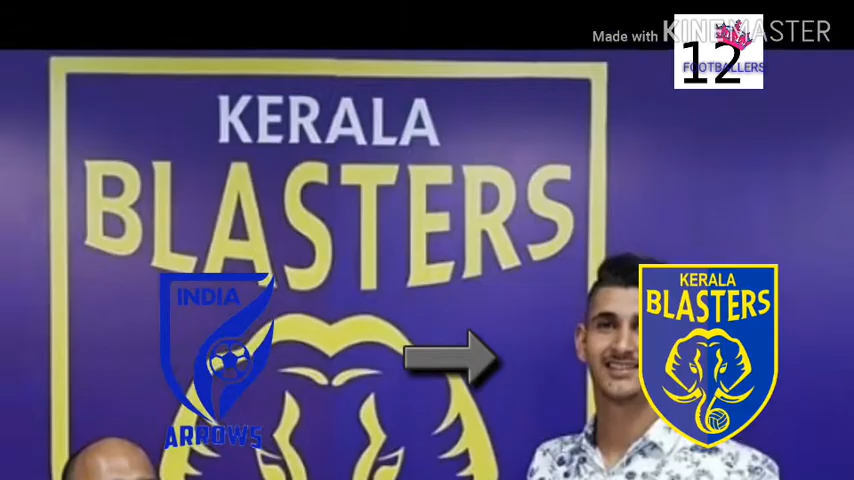 Made with KINEMASTER
12
FOOTBALLERS
KERALA
BLASTERS
INDIA
ARROWS
KERALA
BLASTERS